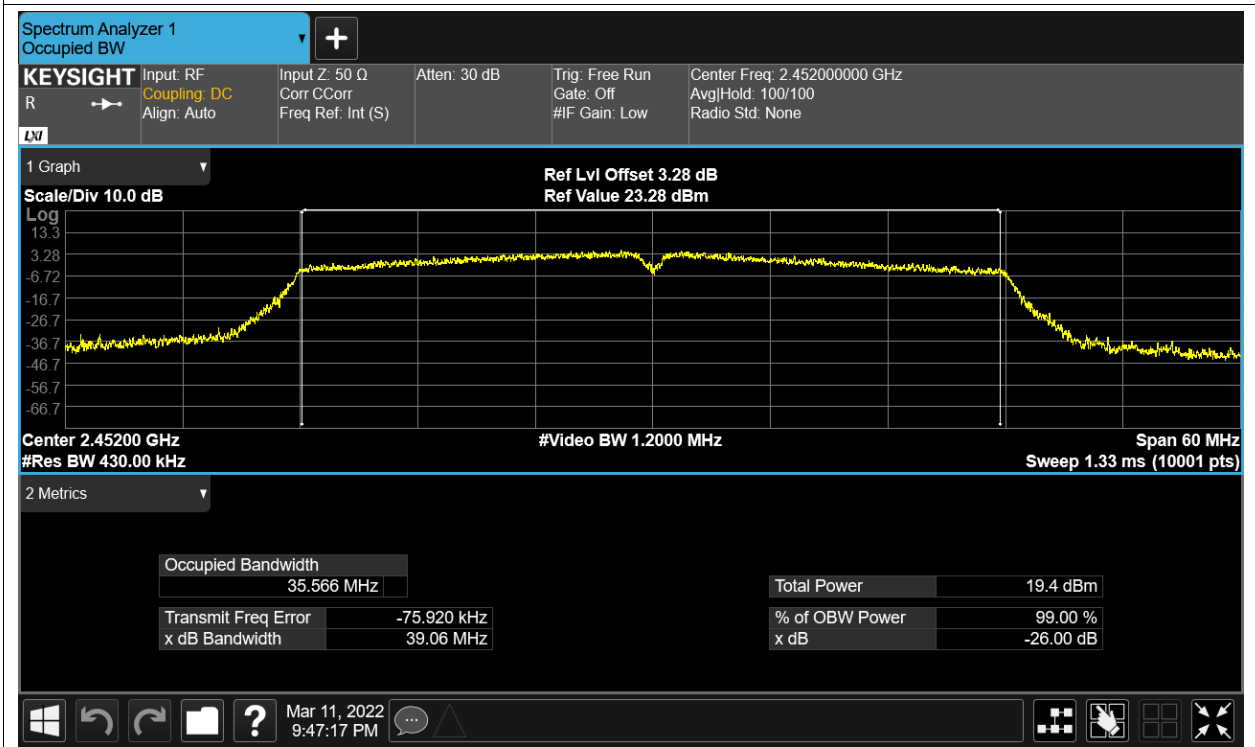 Spectrum Analyzer 1
Occupied BW
KEYSIGHT
R
LXI
Input: RF
Coupling: DC
Align: Auto
Input Z: 50 Ω
Corr CCorr
Freq Ref: Int (S)
Atten: 30 dB
Trig: Free Run
Gate: Off
#IF Gain: Low
Center Freq: 2.452000000 GHz
Avg|Hold: 100/100
Radio Std: None
1 Graph
Scale/Div 10.0 dB
Ref Lvl Offset 3.28 dB
Ref Value 23.28 dBm
Log
13.3
3.28
-6.72
-16.7
-26.7
-36.7
-46.7
-56.7
-66.7
Center 2.45200 GHz
#Video BW 1.2000 MHz
Span 60 MHz
#Res BW 430.00 kHz
Sweep 1.33 ms (10001 pts)
2 Metrics
Occupied Bandwidth
35.566 MHz
Total Power 19.4 dBm
Transmit Freq Error -75.920 kHz
% of OBW Power 99.00 %
x dB Bandwidth 39.06 MHz
x dB -26.00 dB
?
Mar 11, 2022
9:47:17 PM